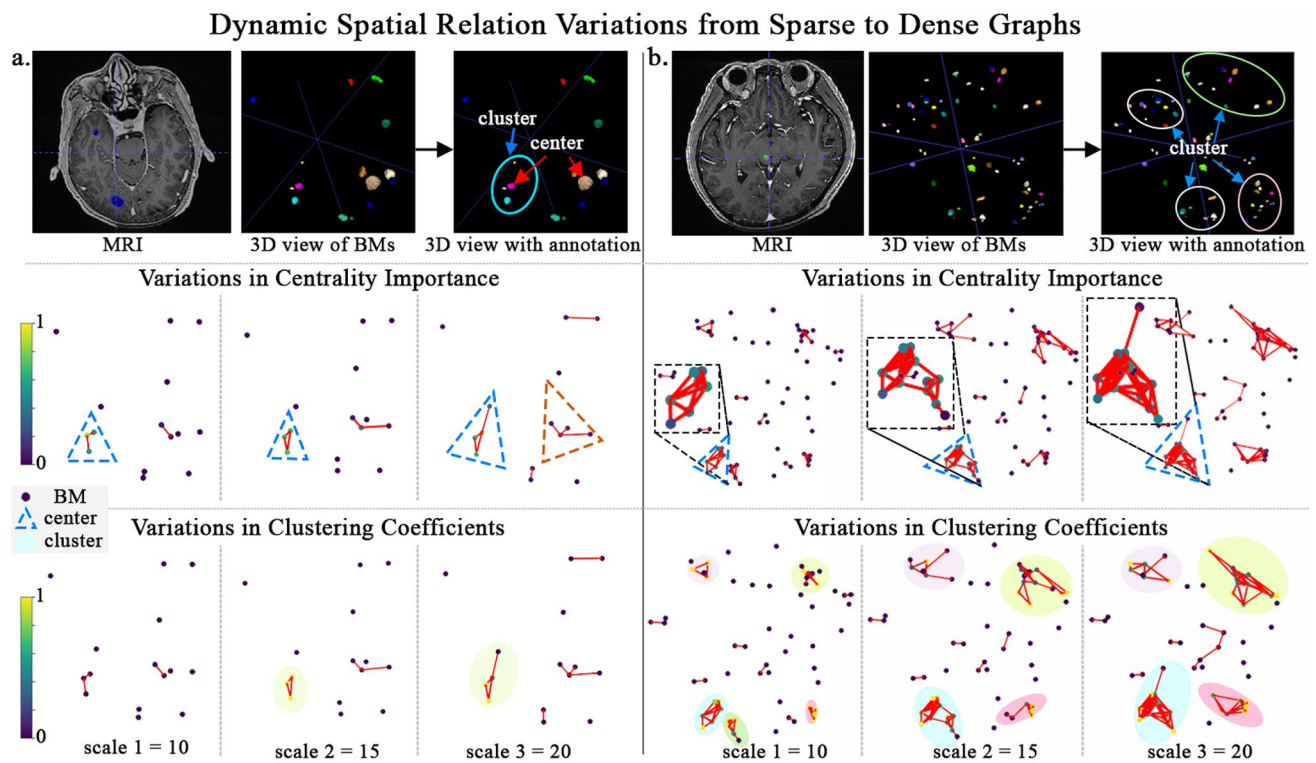 Dynamic Spatial Relation Variations from Sparse to Dense Graphs
a.
cluster
center
MRI
3D view of BMs
3D view with annotation
b.
cluster
MRI
3D view of BMs
3D view with annotation
Variations in Centrality Importance
1
0
Variations in Centrality Importance
BM
center
cluster
Variations in Clustering Coefficients
1
0
scale 1 = 10
scale 2 = 15
scale 3 = 20
Variations in Clustering Coefficients
scale 1 = 10
scale 2 = 15
scale 3 = 20